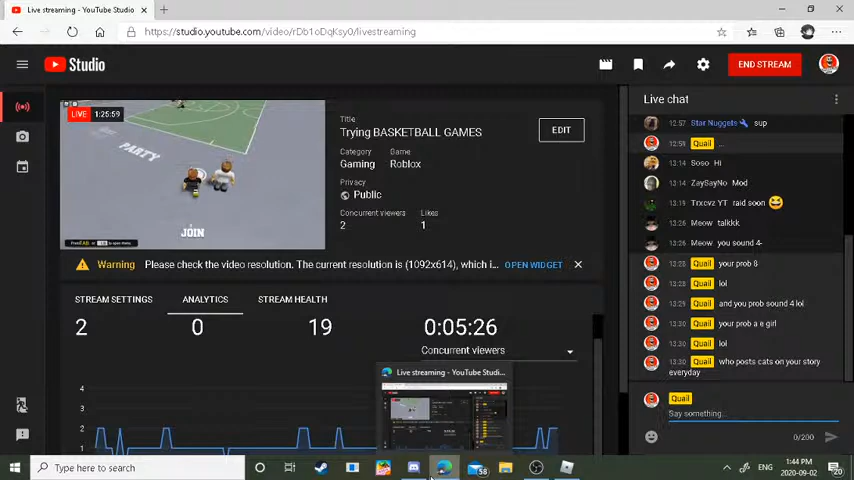 Live streaming - YouTube Studio
https://studio.youtube.com/video/rDb1oDqKsy0/livestreaming
Studio
END STREAM
LIVE 1:25:59
PARTY
JOIN
Title
Trying BASKETBALL GAMES
EDIT
Category
Game
Gaming
Roblox
Privacy
Public
Concurrent viewers
Likes
2
1
Warning Please check the video resolution. The current resolution is (1092x614), which i... OPEN WIDGET
STREAM SETTINGS
ANALYTICS
STREAM HEALTH
2
0
19
0:05:26
Concurrent viewers
4
3
2
1
Live streaming - YouTube Studi...
Live chat
12:57 Star Nuggets sup
12:59 Quail ...
13:14 Soso Hi
13:14 ZaySayNo Mod
13:19 Trxcvz YT raid soon
13:26 Meow talkkk
13:26 Meow you sound 4-
13:28 Quail your prob 8
13:28 Quail lol
13:29 Quail and you prob sound 4 lol
13:30 Quail your prob a e girl
13:30 Quail lol
13:30 Quail who posts cats on your story
everyday
Quail
Say something...
0/200
Type here to search
58
ENG
1:44 PM
2020-09-02
20